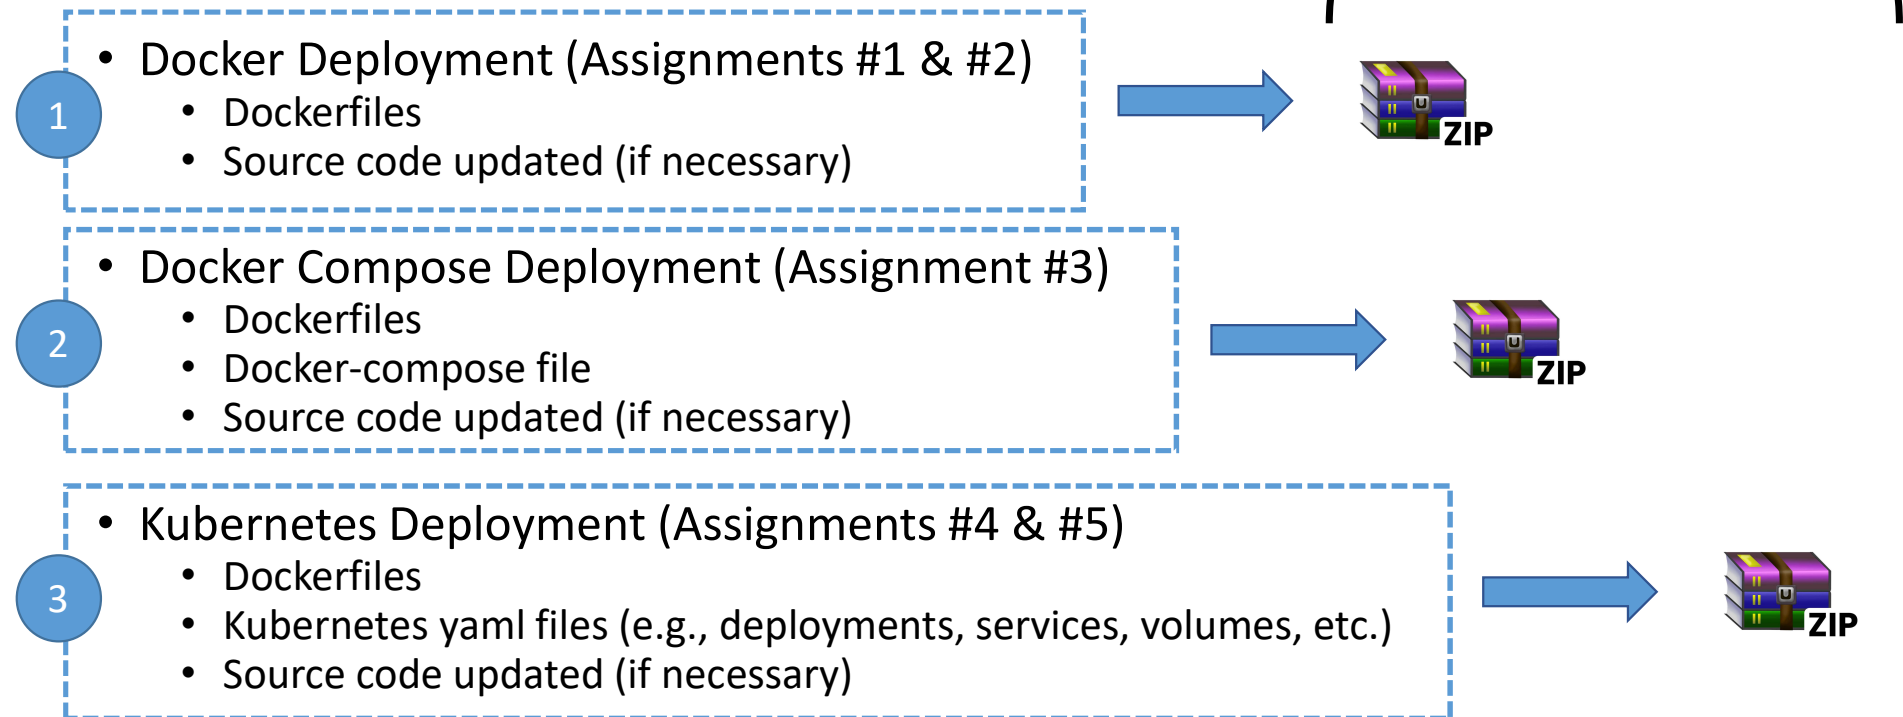 1
• Docker Deployment (Assignments #1 & #2)
• Dockerfiles
• Source code updated (if necessary)
ZIP
2
• Docker Compose Deployment (Assignment #3)
• Dockerfiles
• Docker-compose file
• Source code updated (if necessary)
ZIP
3
• Kubernetes Deployment (Assignments #4 & #5)
• Dockerfiles
• Kubernetes yaml files (e.g., deployments, services, volumes, etc.)
• Source code updated (if necessary)
ZIP